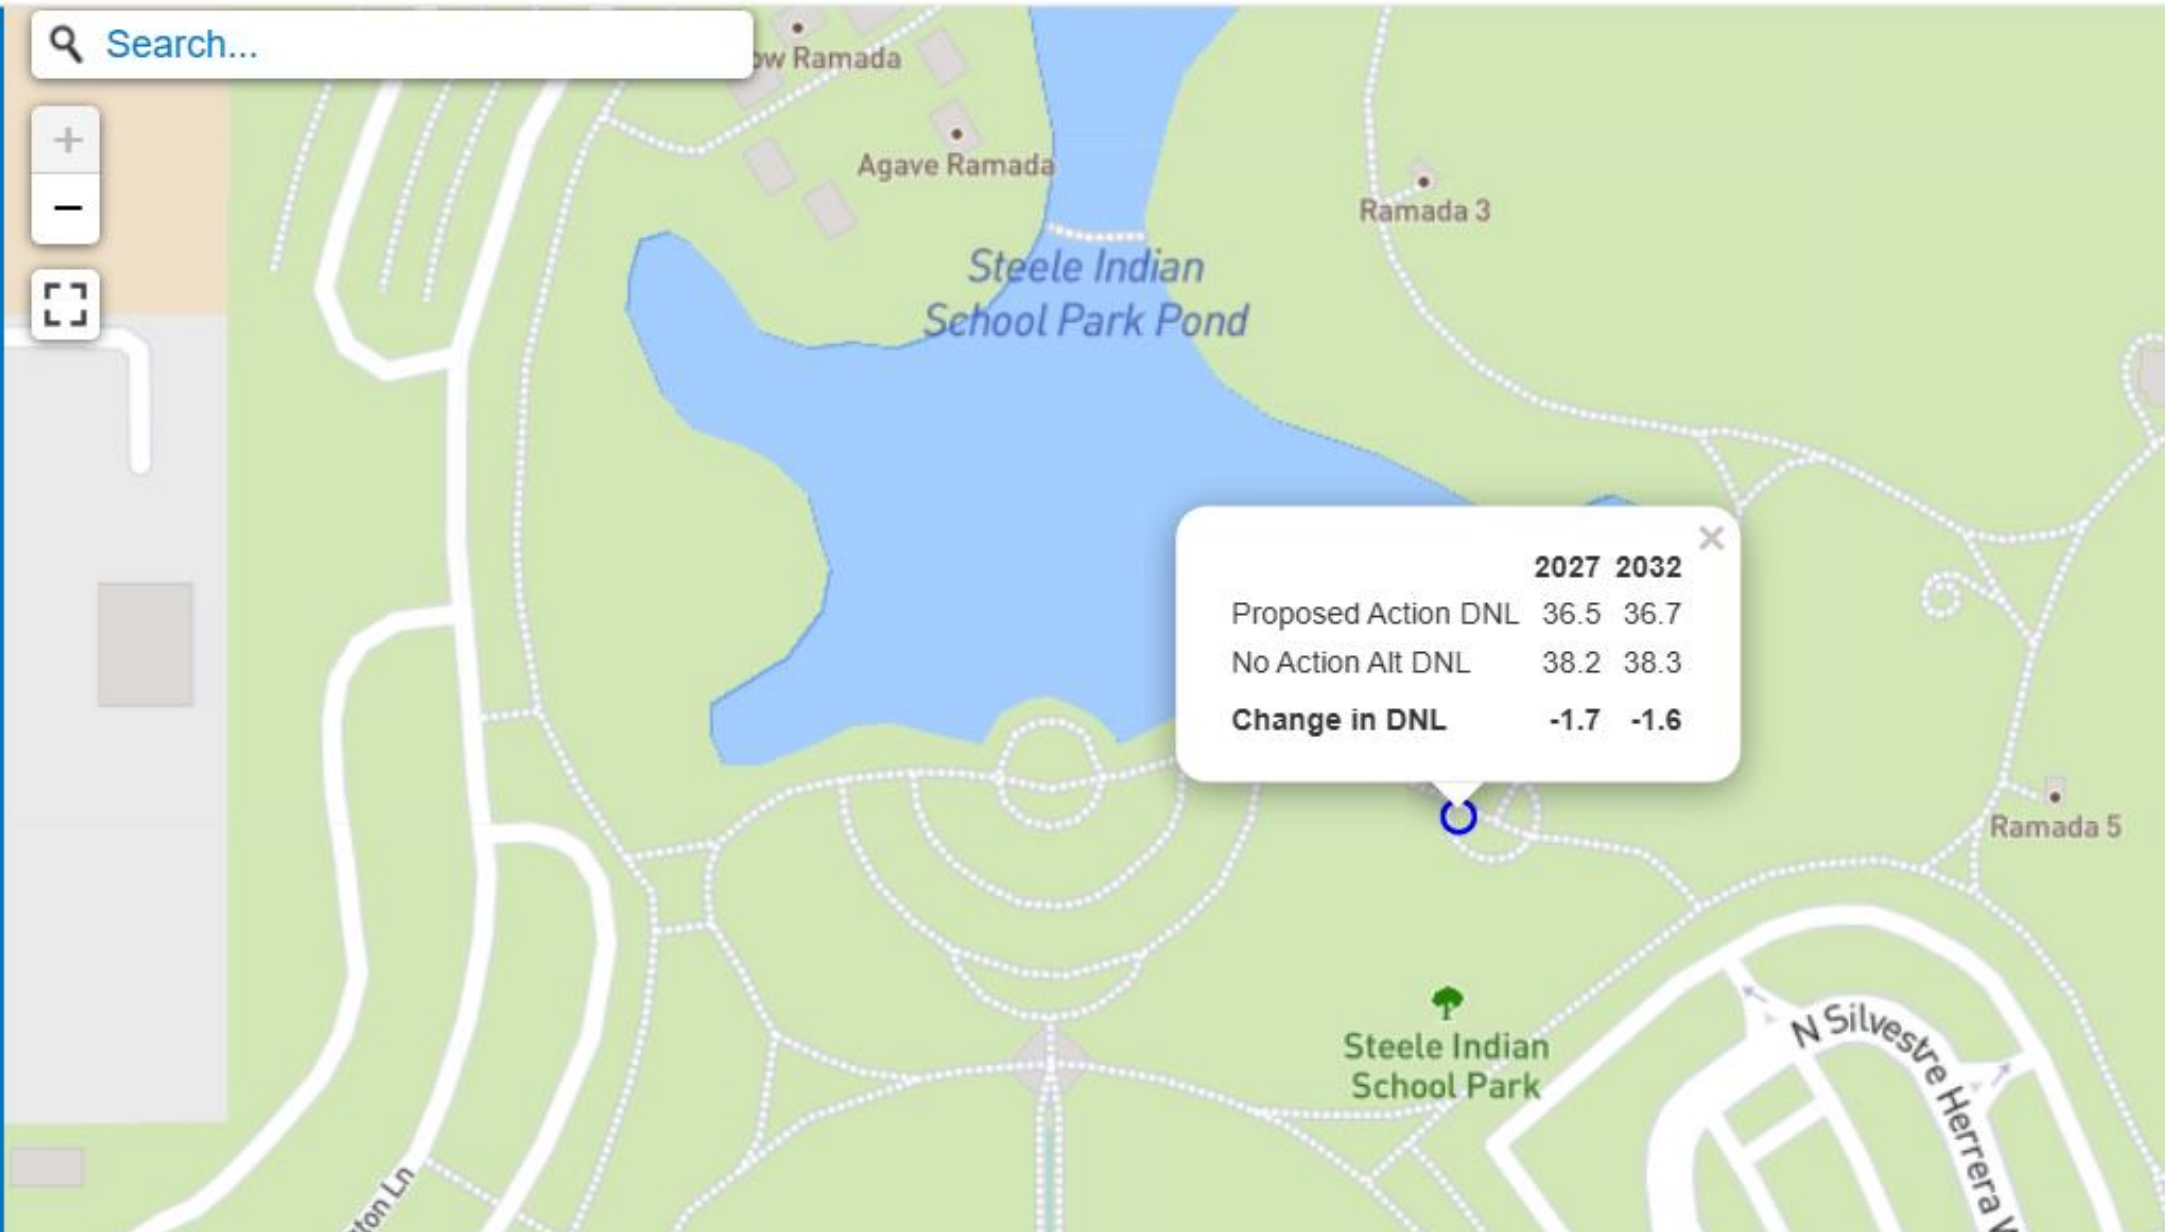 Search...
Ramada
Agave Ramada
Ramada 3
Steele Indian
School Park Pond
2027 2032
Proposed Action DNL 36.5 36.7
No Action Alt DNL 38.2 38.3
Change in DNL -1.7 -1.6
Ramada 5
Steele Indian
School Park
N Silvestre Herrera
Ln